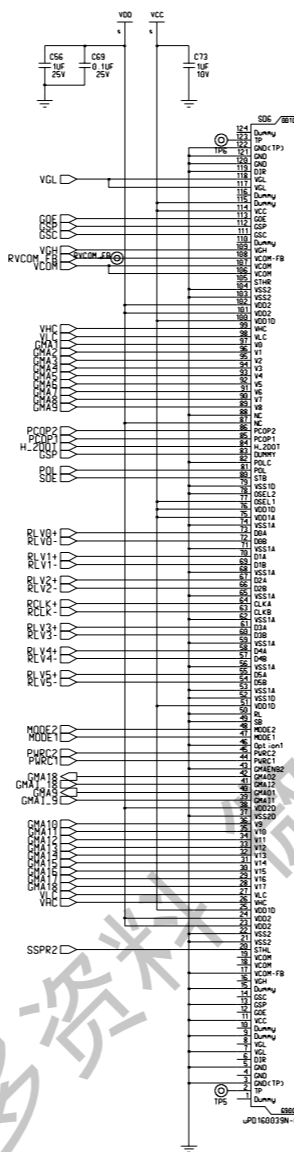 VDD VCC
C56 C69 C73
1UF 0.1UF 1UF
25V 25V 10V
SD6
124 Dummy
TP6 123 TP
122 GND(TP)
121 GND
120 GND
119 DIR
VGL 118 VGL
117 VGL
116 Dummy
115 Dummy
114 VCC
GOE 113 GOE
GSP 112 GSP
GSC 111 GSC
110 Dummy
VGH 109 VGH
RVCOM_FB RVCOM_FB 108 VCOM-FB
VCOM 107 VCOM
106 VCOM
105 STHR
104 VSS2
103 VSS2
102 VDD2
101 VDD2
100 VDD1D
VHC 99 VHC
VLC 98 VLC
GMA1 97 V0
GMA2 96 V1
GMA3 95 V2
GMA4 94 V3
GMA5 93 V4
GMA6 92 V5
GMA7 91 V6
GMA8 90 V7
GMA9 89 V8
88 NC
87 NC
PCOP2 86 PCOP2
PCOP1 85 PCOP1
H_2DOT 84 H_2DOT
GSP 83 DUMMY
82 POLC
POL 81 POL
SOE 80 STB
79 VSS1D
78 OSEL2
77 OSEL1
76 VDD1D
75 VDD1A
74 VSS1A
RLV0+ 73 D0A
RLV0- 72 D0B
71 VSS1A
RLV1+ 70 D1A
RLV1- 69 D1B
68 VSS1A
RLV2+ 67 D2A
RLV2- 66 D2B
65 VSS1A
RCLK+ 64 CLKA
RCLK- 63 CLKB
62 VSS1A
RLV3+ 61 D3A
RLV3- 60 D3B
59 VSS1A
RLV4+ 58 D4A
RLV4- 57 D4B
56 VSS1A
RLV5+ 55 D5A
RLV5- 54 D5B
53 VSS1A
52 VSS1D
51 VDD1D
50 RL
49 SB
MODE2 48 MODE2
MODE1 47 MODE1
46 Option1
PWRC2 45 PWRC2
PWRC1 44 PWRC1
43 GMAENB2
GMA18 42 GMAO2
GMAI_18 41 GMAI2
GMA9 40 GMAO1
GMAI_9 39 GMAI1
38 VDD2D
37 VSS2D
GMA10 36 V9
GMA11 35 V10
GMA12 34 V11
GMA13 33 V12
GMA14 32 V13
GMA15 31 V14
GMA16 30 V15
GMA17 29 V16
GMA18 28 V17
VLC 27 VLC
VHC 26 VHC
25 VDD1D
24 VDD2
23 VDD2
22 VSS2
21 VSS2
SSPR2 20 STHL
19 VCOM
18 VCOM
17 VCOM-FB
16 VGH
15 Dummy
14 GSC
13 GSP
12 GOE
11 VCC
10 Dummy
9 Dummy
8 VGL
7 VGL
6 DIR
5 GND
4 GND
3 GND(TP)
TP5 2 TP
1 Dummy
uPD160039N-
多资料